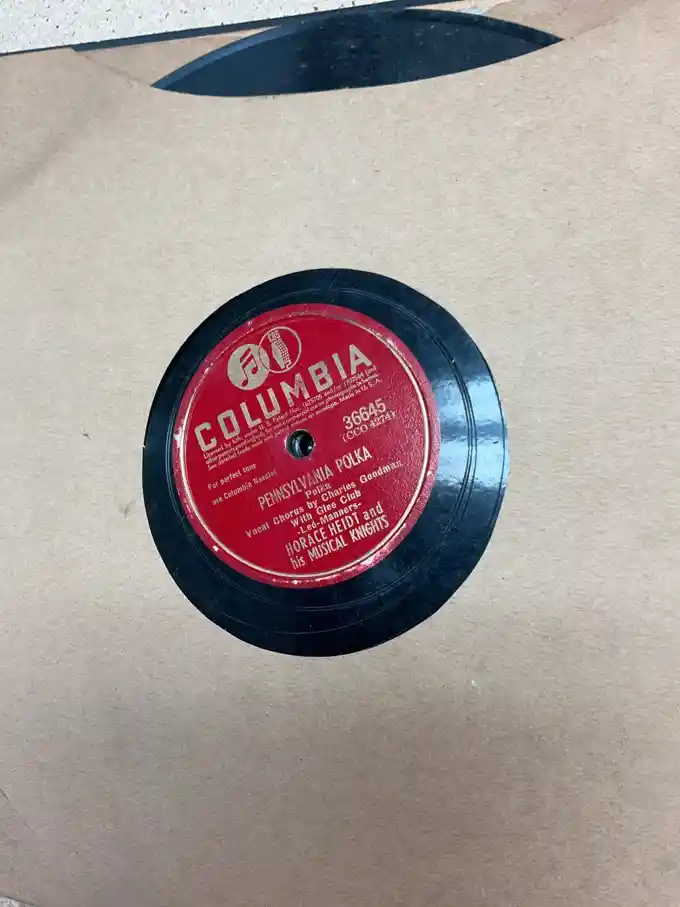 CBS
COLUMBIA
36645
(CCO 4274)
For perfect tone
use Columbia Needles
PENNSYLVANIA POLKA
Polka
Vocal Chorus by Charles Goodman
With Glee Club
-Lee-Manners-
HORACE HEIDT and
his MUSICAL KNIGHTS